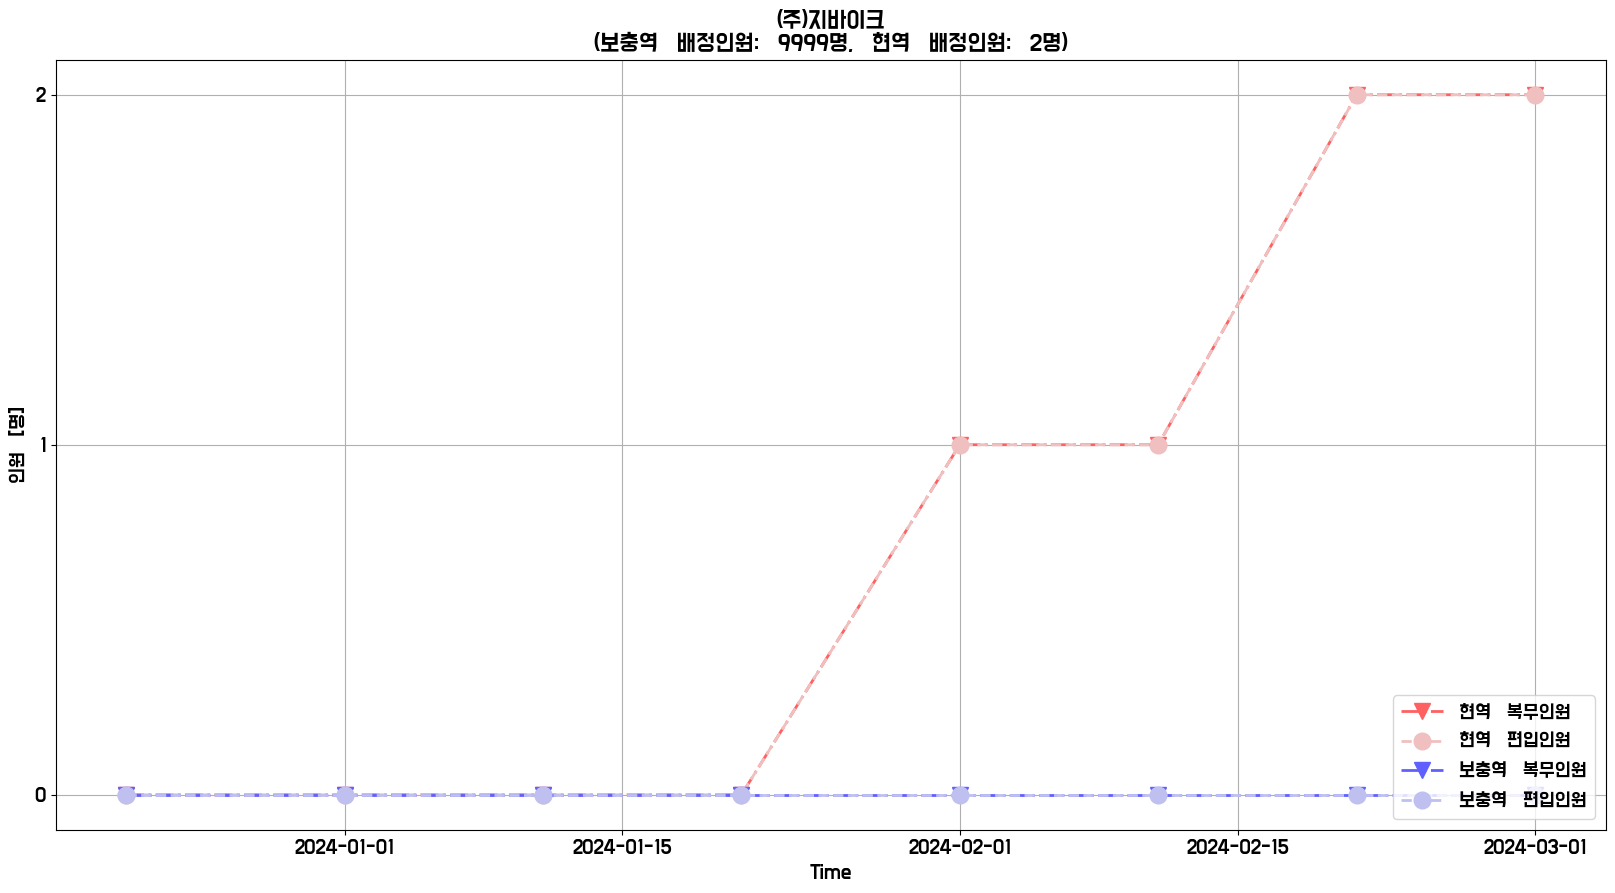 (주)지바이크
(보충역 배정인원: 9999명, 현역 배정인원: 2명)
2
1
0
인원 [명]
현역 복무인원
현역 편입인원
보충역 복무인원
보충역 편입인원
2024-01-01 2024-01-15 2024-02-01 2024-02-15 2024-03-01
Time